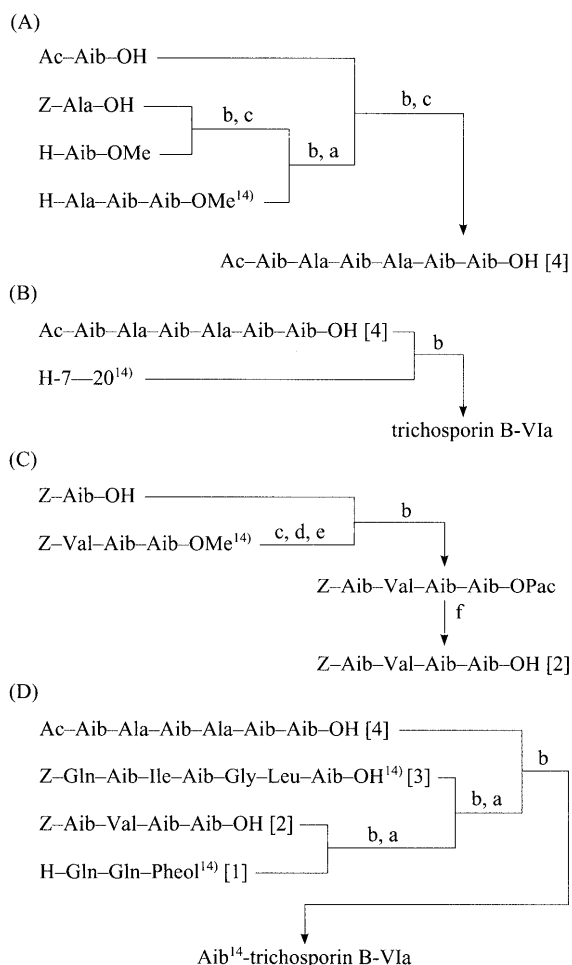 (A)
Ac–Aib–OH
Z–Ala–OH
b, c
b, c
H–Aib–OMe
b, a
H–Ala–Aib–Aib–OMe14)
Ac–Aib–Ala–Aib–Ala–Aib–Aib–OH [4]
(B)
Ac–Aib–Ala–Aib–Ala–Aib–Aib–OH [4]
b
H-7—2014)
trichosporin B-VIa
(C)
Z–Aib–OH
b
Z–Val–Aib–Aib–OMe14)
c, d, e
Z–Aib–Val–Aib–Aib–OPac
f
Z–Aib–Val–Aib–Aib–OH [2]
(D)
Ac–Aib–Ala–Aib–Ala–Aib–Aib–OH [4]
b
Z–Gln–Aib–Ile–Aib–Gly–Leu–Aib–OH14) [3]
b, a
Z–Aib–Val–Aib–Aib–OH [2]
b, a
H–Gln–Gln–Pheol14) [1]
Aib14-trichosporin B-VIa